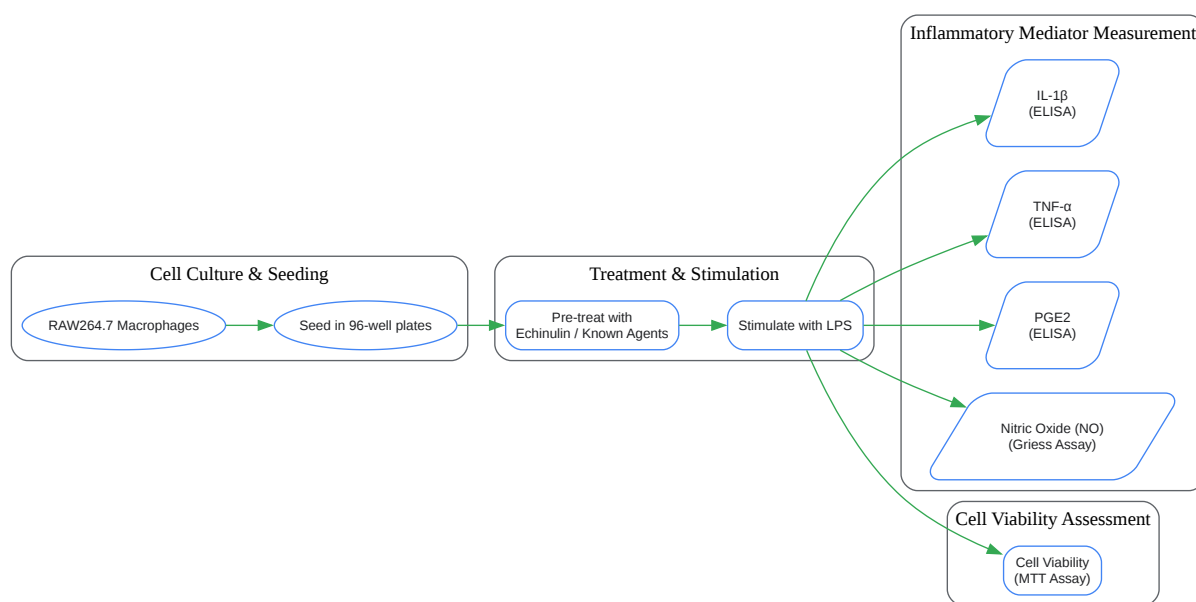 Cell Culture & Seeding
RAW264.7 Macrophages
Seed in 96-well plates
Treatment & Stimulation
Pre-treat with
Echinulin / Known Agents
Stimulate with LPS
Inflammatory Mediator Measurement
IL-1β
(ELISA)
TNF-α
(ELISA)
PGE2
(ELISA)
Nitric Oxide (NO)
(Griess Assay)
Cell Viability Assessment
Cell Viability
(MTT Assay)